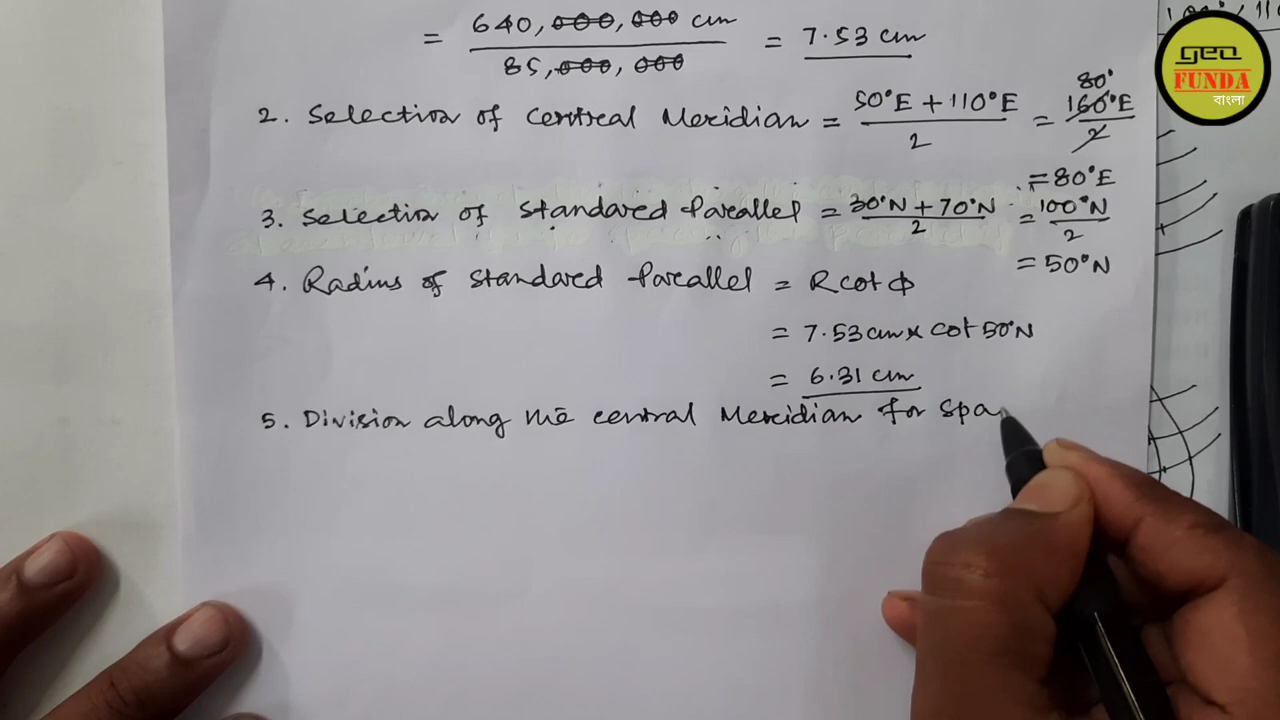 640,000,000 cm
= ―――― = 7.53 cm
85,000,000
2. Selection of Central Meridian = 50°E + 110°E / 2 = 160°E / 2
80°
= 80°E
3. Selection of Standard Parallel = 30°N + 70°N / 2 = 100°N / 2
= 50°N
4. Radius of Standard Parallel = R cot ϕ
= 7.53 cm × cot 50°N
= 6.31 cm
5. Division along the central Meridian for Spa
geo
FUNDA
বাংলা